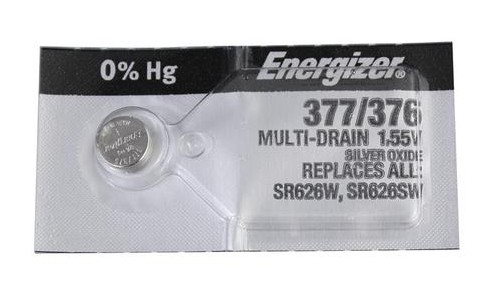 0% Hg
Energizer®
377/376
MULTI-DRAIN 1.55V
SILVER OXIDE
REPLACES ALL:
SR626W, SR626SW